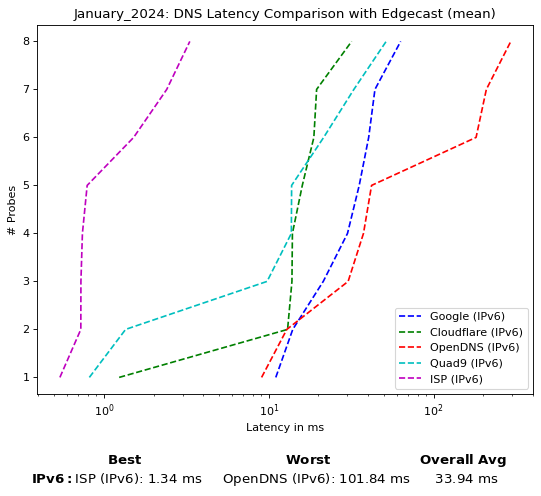 January_2024: DNS Latency Comparison with Edgecast (mean)
8
7
6
5
4
3
2
1
# Probes
Google (IPv6)
Cloudflare (IPv6)
OpenDNS (IPv6)
Quad9 (IPv6)
ISP (IPv6)
10⁰ 10¹ 10²
Latency in ms
Best Worst Overall Avg
IPv6: ISP (IPv6): 1.34 ms OpenDNS (IPv6): 101.84 ms 33.94 ms